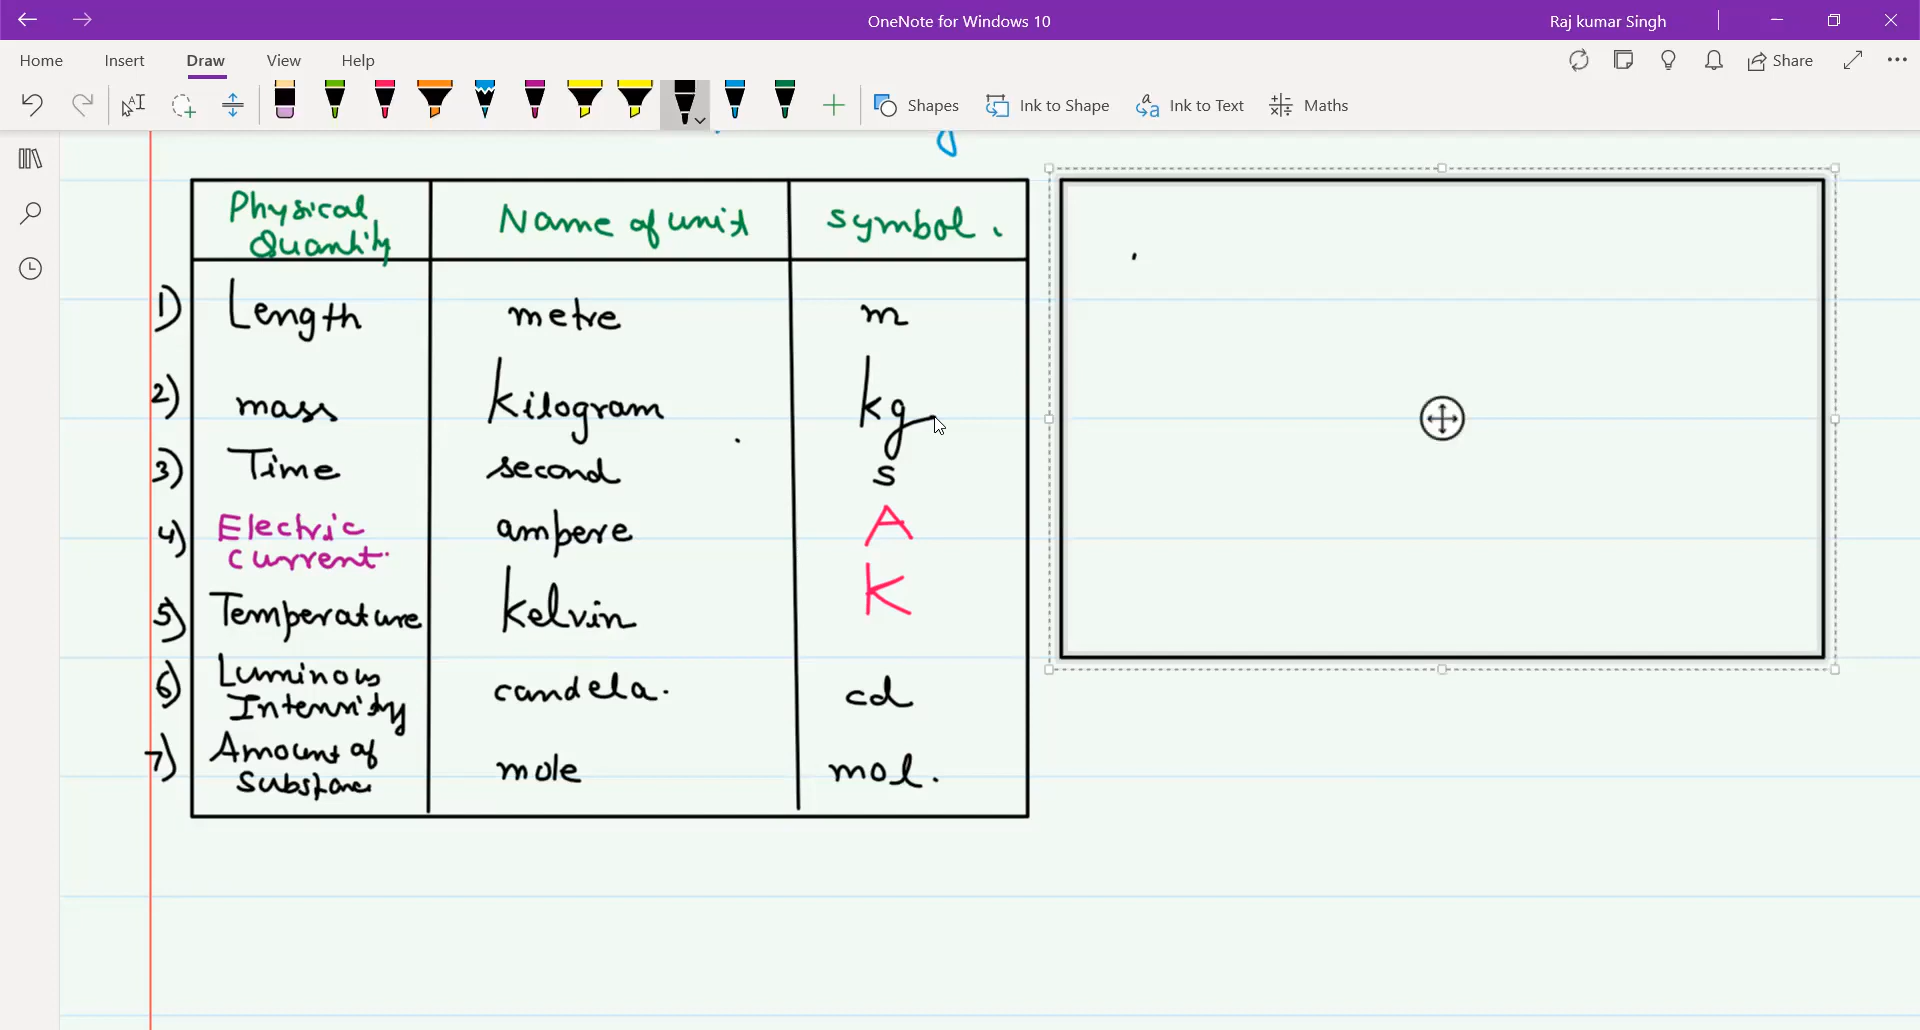 OneNote for Windows 10
Raj kumar Singh
Home Insert Draw View Help
Share
Shapes Ink to Shape Ink to Text Maths
Physical Quantity Name of unit symbol.
1) Length metre m
2) mass kilogram kg
3) Time second s
4) Electric current ampere A
5) Temperature kelvin K
6) Luminous Intensity candela. cd
7) Amount of Substance mole mol.